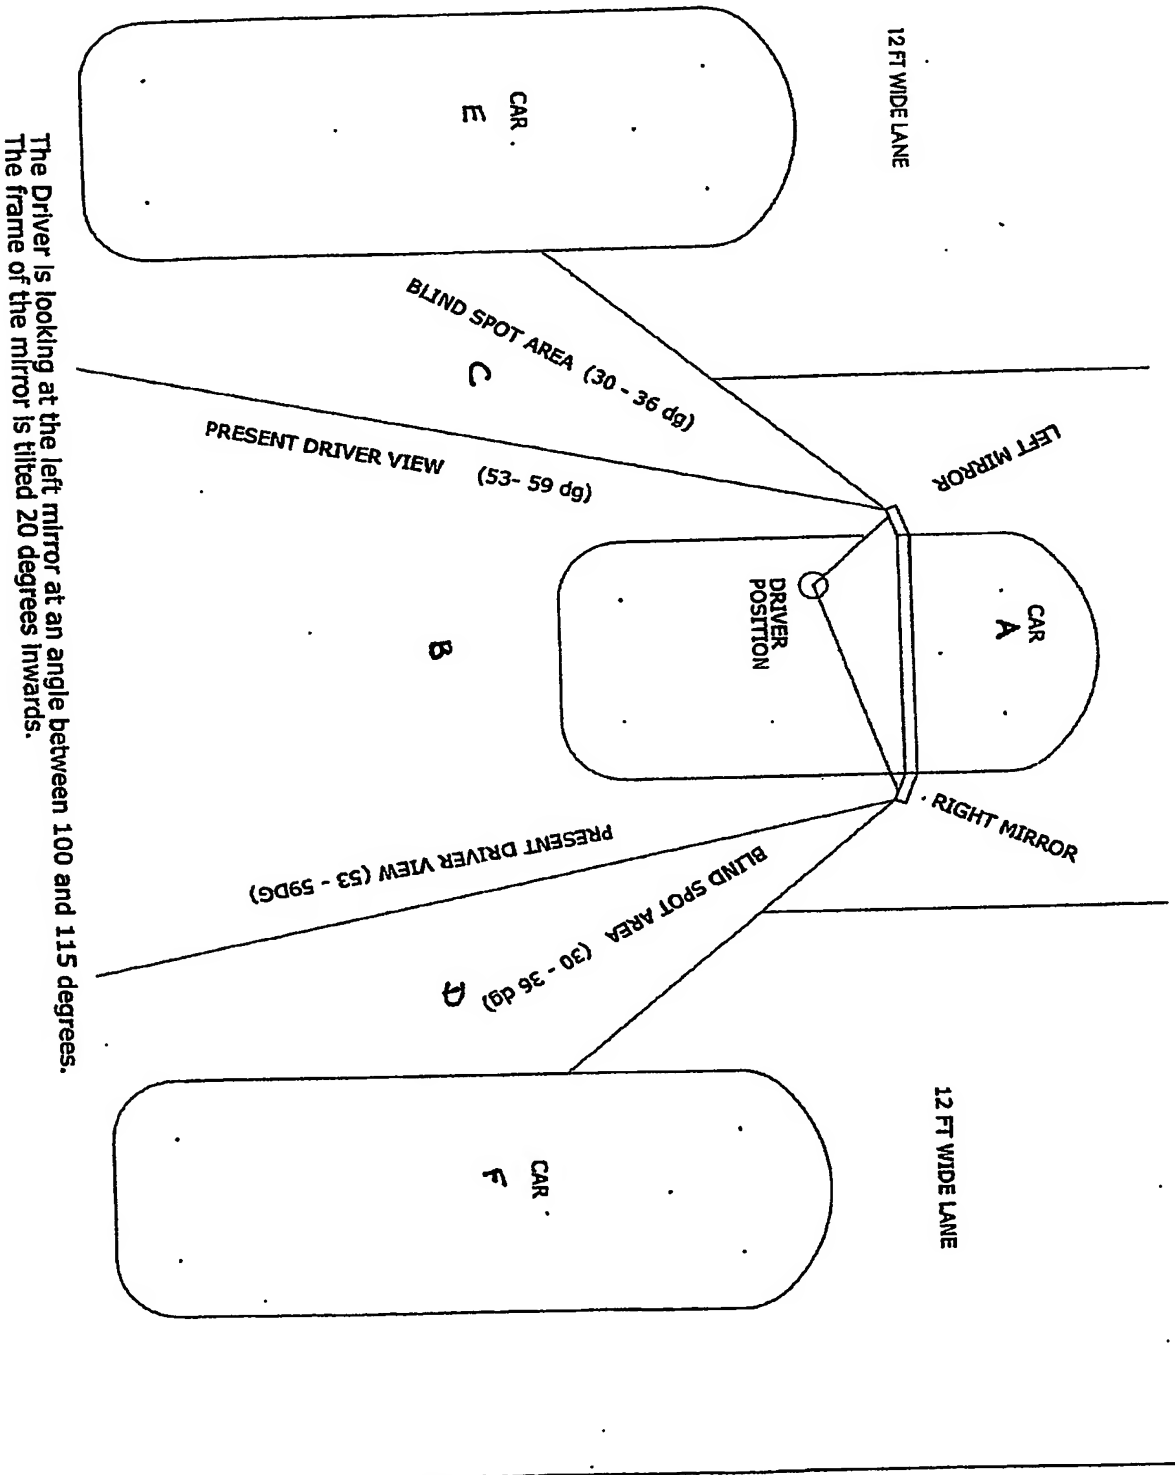 12 FT WIDE LANE
CAR
E
BLIND SPOT AREA (30 - 36 dg)
C
PRESENT DRIVER VIEW (53- 59 dg)
LEFT MIRROR
CAR
A
DRIVER
POSITION
B
RIGHT MIRROR
PRESENT DRIVER VIEW (53 - 59DG)
BLIND SPOT AREA (30 - 36 dg)
D
12 FT WIDE LANE
CAR
F
The Driver is looking at the left mirror at an angle between 100 and 115 degrees.
The frame of the mirror is tilted 20 degrees inwards.